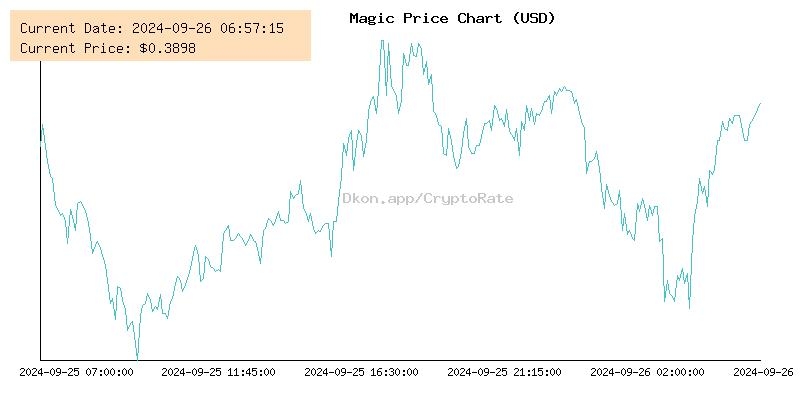 Magic Price Chart (USD)
Current Date: 2024-09-26 06:57:15
Current Price: $0.3898
Dkon.app/CryptoRate
2024-09-25 07:00:00 2024-09-25 11:45:00 2024-09-25 16:30:00 2024-09-25 21:15:00 2024-09-26 02:00:00 2024-09-26